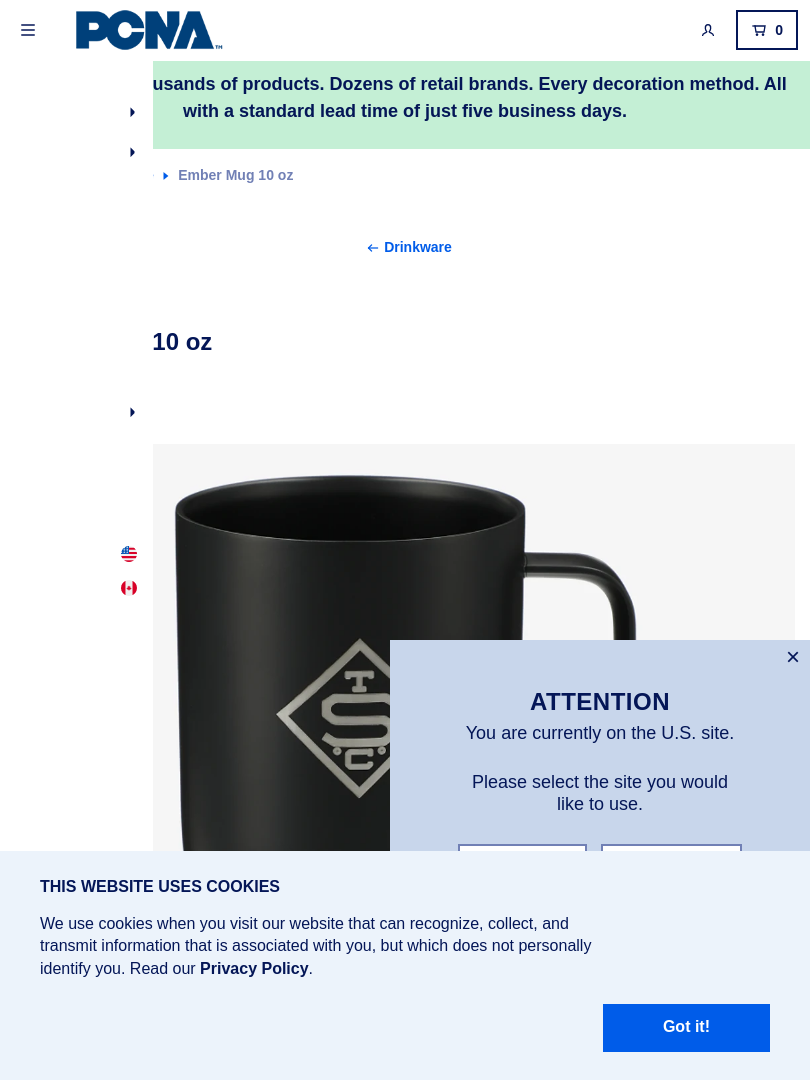 PCNA™
0
usands of products. Dozens of retail brands. Every decoration method. All
with a standard lead time of just five business days.
Ember Mug 10 oz
Drinkware
10 oz
T
S
C
ATTENTION
You are currently on the U.S. site.
Please select the site you would
like to use.
THIS WEBSITE USES COOKIES
We use cookies when you visit our website that can recognize, collect, and
transmit information that is associated with you, but which does not personally
identify you. Read our Privacy Policy.
Got it!